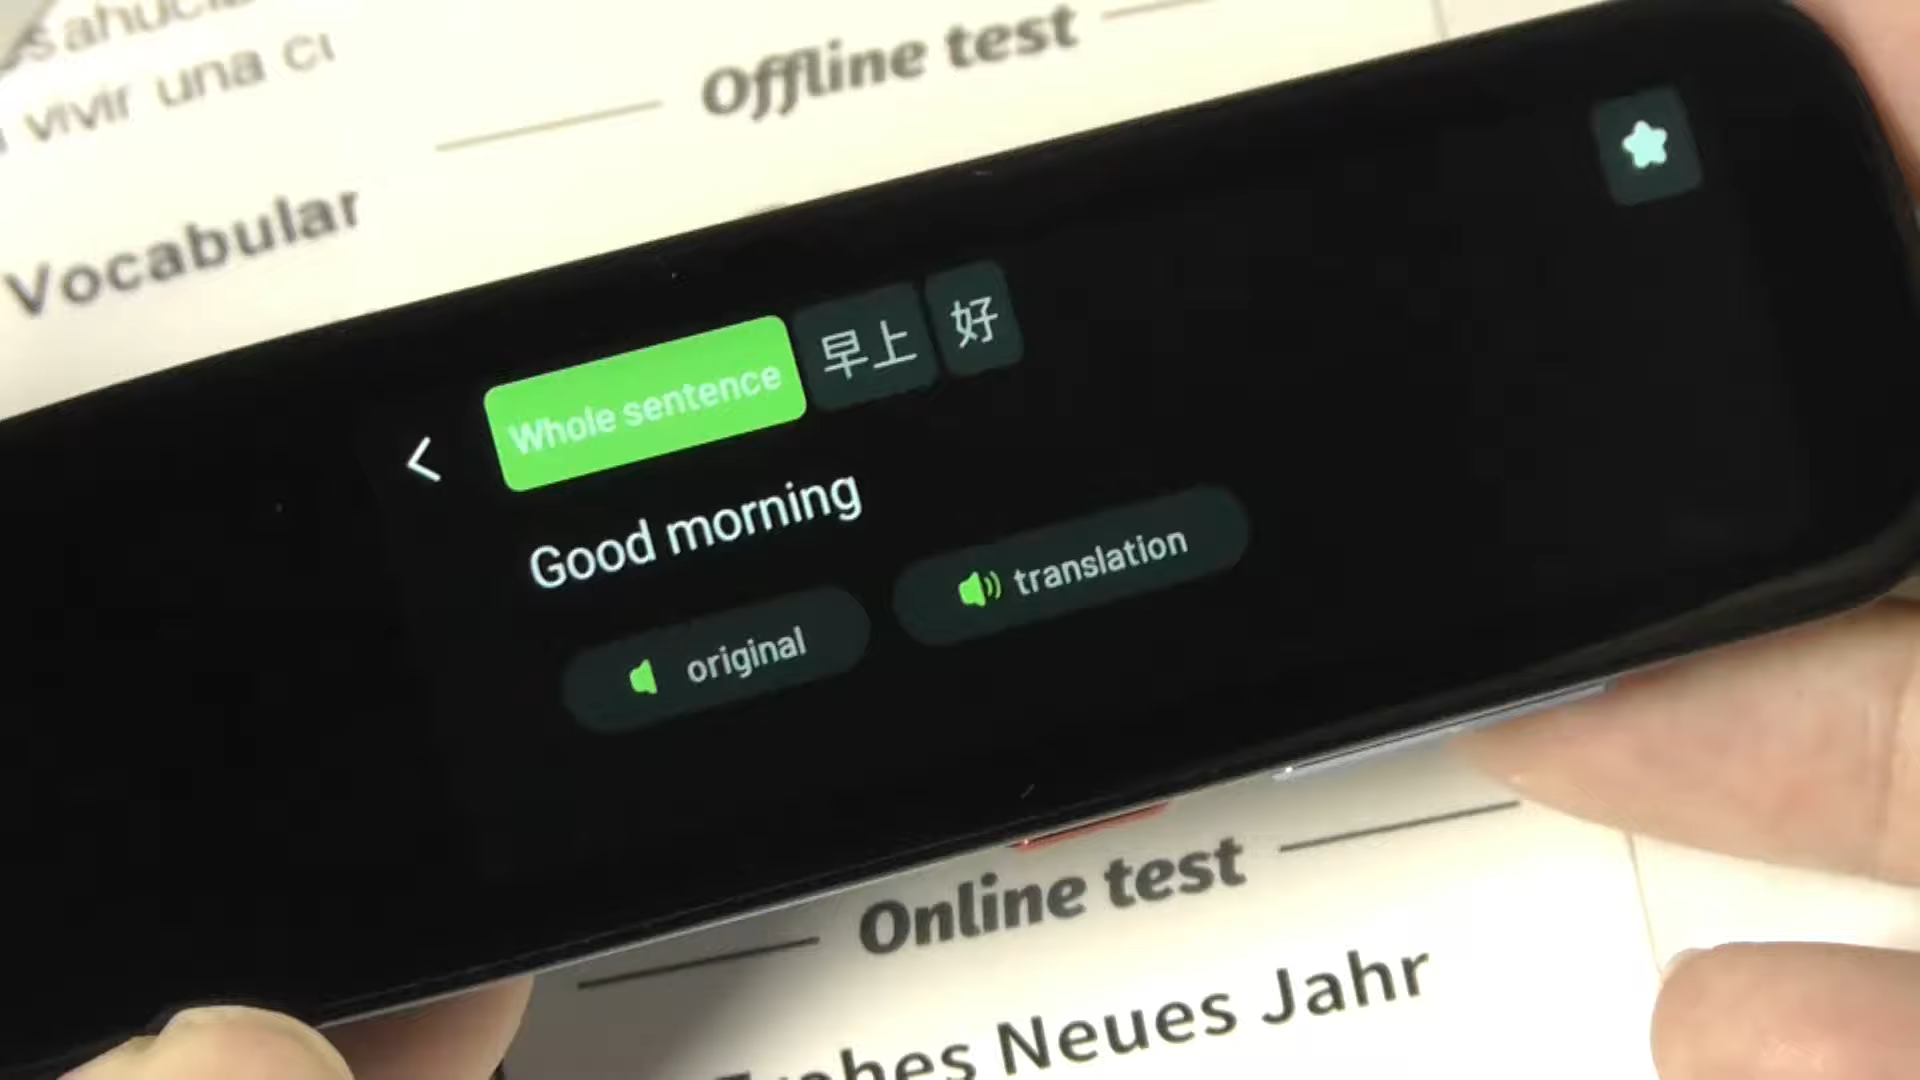 vivir una
Offline test
Vocabular
Whole sentence 早上 好
Good morning
original translation
Online test
Neues Jahr